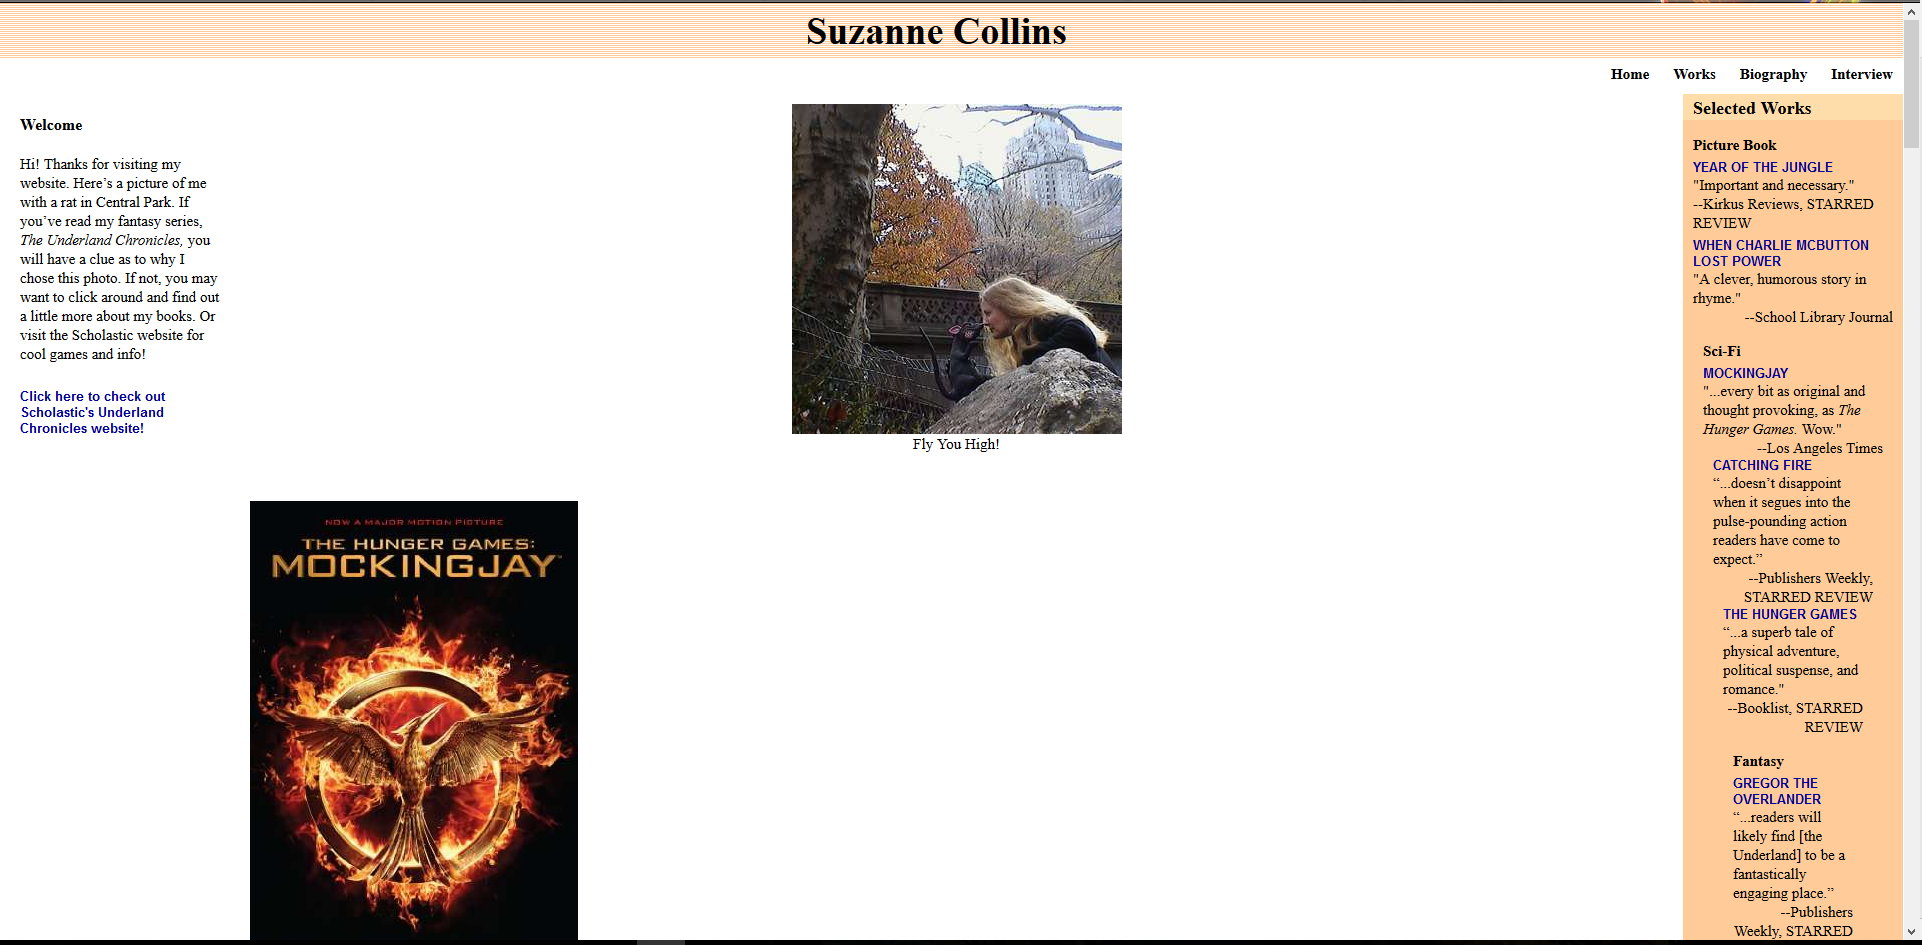 Suzanne Collins
Home Works Biography Interview
Welcome
Hi! Thanks for visiting my
website. Here’s a picture of me
with a rat in Central Park. If
you’ve read my fantasy series,
The Underland Chronicles, you
will have a clue as to why I
chose this photo. If not, you may
want to click around and find out
a little more about my books. Or
visit the Scholastic website for
cool games and info!
Click here to check out
Scholastic's Underland
Chronicles website!
Fly You High!
NOW A MAJOR MOTION PICTURE
THE HUNGER GAMES:
MOCKINGJAY™
Selected Works
Picture Book
YEAR OF THE JUNGLE
"Important and necessary."
--Kirkus Reviews, STARRED
REVIEW
WHEN CHARLIE MCBUTTON
LOST POWER
"A clever, humorous story in
rhyme."
--School Library Journal
Sci-Fi
MOCKINGJAY
"...every bit as original and
thought provoking, as The
Hunger Games. Wow."
--Los Angeles Times
CATCHING FIRE
“...doesn’t disappoint
when it segues into the
pulse-pounding action
readers have come to
expect.”
--Publishers Weekly,
STARRED REVIEW
THE HUNGER GAMES
“...a superb tale of
physical adventure,
political suspense, and
romance."
--Booklist, STARRED
REVIEW
Fantasy
GREGOR THE
OVERLANDER
“...readers will
likely find [the
Underland] to be a
fantastically
engaging place.”
--Publishers
Weekly, STARRED